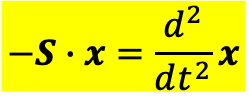 −S · x = d²/dt² x